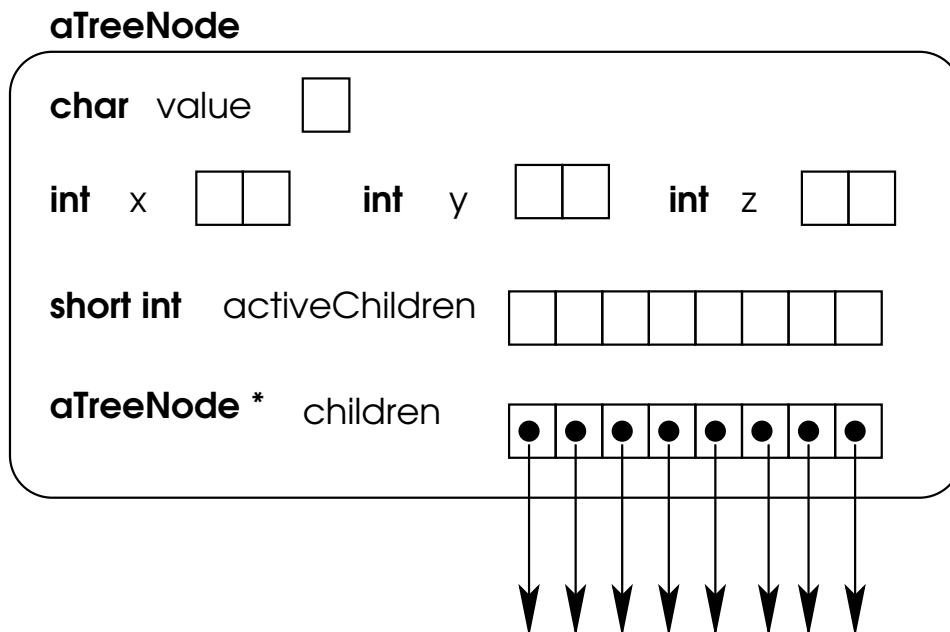 aTreeNode
char value
int x int y int z
short int activeChildren
aTreeNode * children